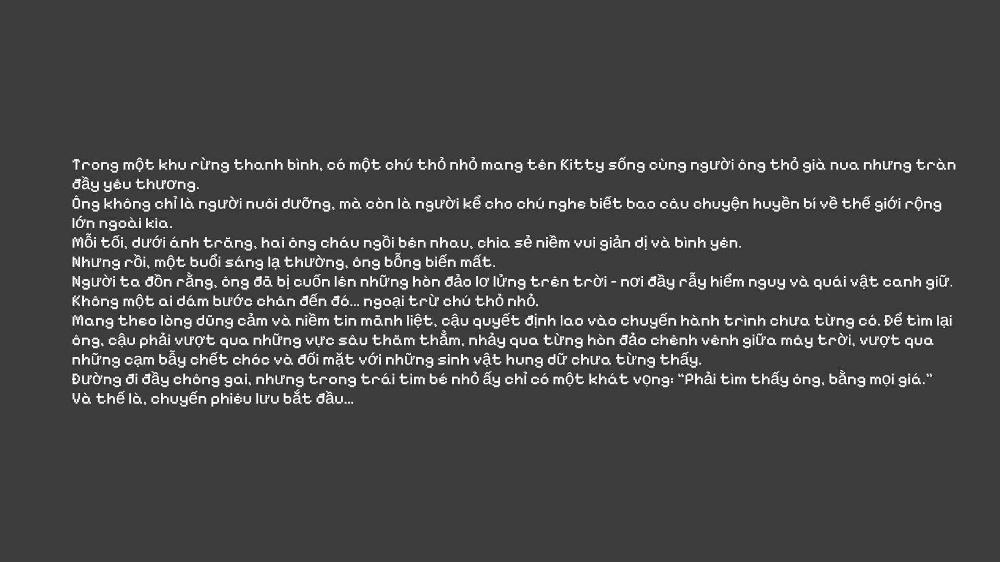 Trong một khu rừng thanh bình, có một chú thỏ nhỏ mang tên Kitty sống cùng người ông thỏ già nua nhưng tràn
đầy yêu thương.
Ông không chỉ là người nuôi dưỡng, mà còn là người kể cho chú nghe biết bao câu chuyện huyền bí về thế giới rộng
lớn ngoài kia.
Mỗi tối, dưới ánh trăng, hai ông cháu ngồi bên nhau, chia sẻ niềm vui giản dị và bình yên.
Nhưng rồi, một buổi sáng lạ thường, ông bỗng biến mất.
Người ta đồn rằng, ông đã bị cuốn lên những hòn đảo lơ lửng trên trời - nơi đầy rẫy hiểm nguy và quái vật canh giữ.
Không một ai dám bước chân đến đó... ngoại trừ chú thỏ nhỏ.
Mang theo lòng dũng cảm và niềm tin mãnh liệt, cậu quyết định lao vào chuyến hành trình chưa từng có. Để tìm lại
ông, cậu phải vượt qua những vực sâu thăm thẳm, nhảy qua từng hòn đảo chênh vênh giữa mây trời, vượt qua
những cạm bẫy chết chóc và đối mặt với những sinh vật hung dữ chưa từng thấy.
Đường đi đầy chông gai, nhưng trong trái tim bé nhỏ ấy chỉ có một khát vọng: “Phải tìm thấy ông, bằng mọi giá.”
Và thế là, chuyến phiêu lưu bắt đầu...